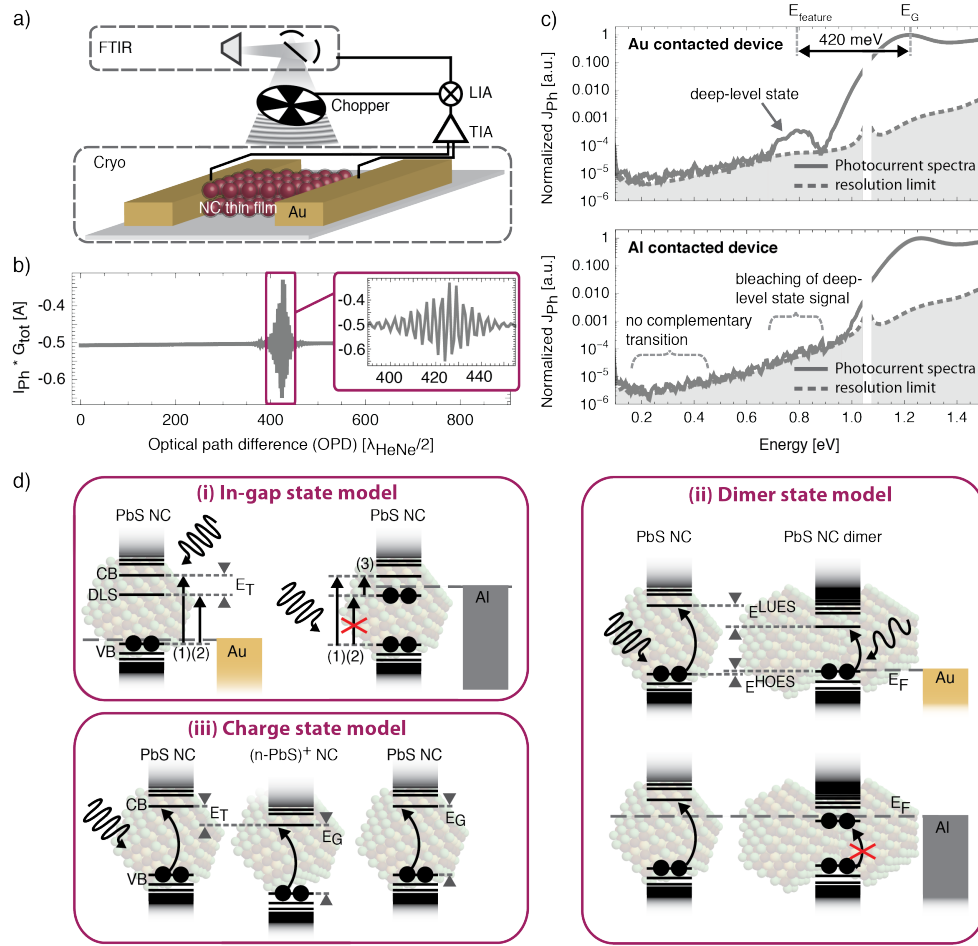 a)
FTIR
Chopper
LIA
TIA
Cryo
NC thin film
Au
b)
I_Ph * G_tot [A]
-0.4
-0.5
-0.6
-0.4
-0.5
-0.6
400 420 440
0 200 400 600 800
Optical path difference (OPD) [λ_HeNe/2]
c)
E_feature
E_G
420 meV
Au contacted device
deep-level state
Normalized J_Ph [a.u.]
1
0.100
0.010
0.001
10^-4
10^-5
10^-6
Photocurrent spectra
resolution limit
Al contacted device
bleaching of deep-
level state signal
no complementary
transition
Normalized J_Ph [a.u.]
1
0.100
0.010
0.001
10^-4
10^-5
10^-6
Photocurrent spectra
resolution limit
0.2 0.4 0.6 0.8 1.0 1.2 1.4
Energy [eV]
d)
(i) In-gap state model
PbS NC
CB
DLS
VB
E_T
(1)(2)
Au
PbS NC
(3)
(1)(2)
Al
(ii) Dimer state model
PbS NC
PbS NC dimer
E^LUES
E^HOES
E_F
Au
E_F
Al
(iii) Charge state model
PbS NC
(n-PbS)^+ NC
PbS NC
CB
VB
E_T
E_G
E_G